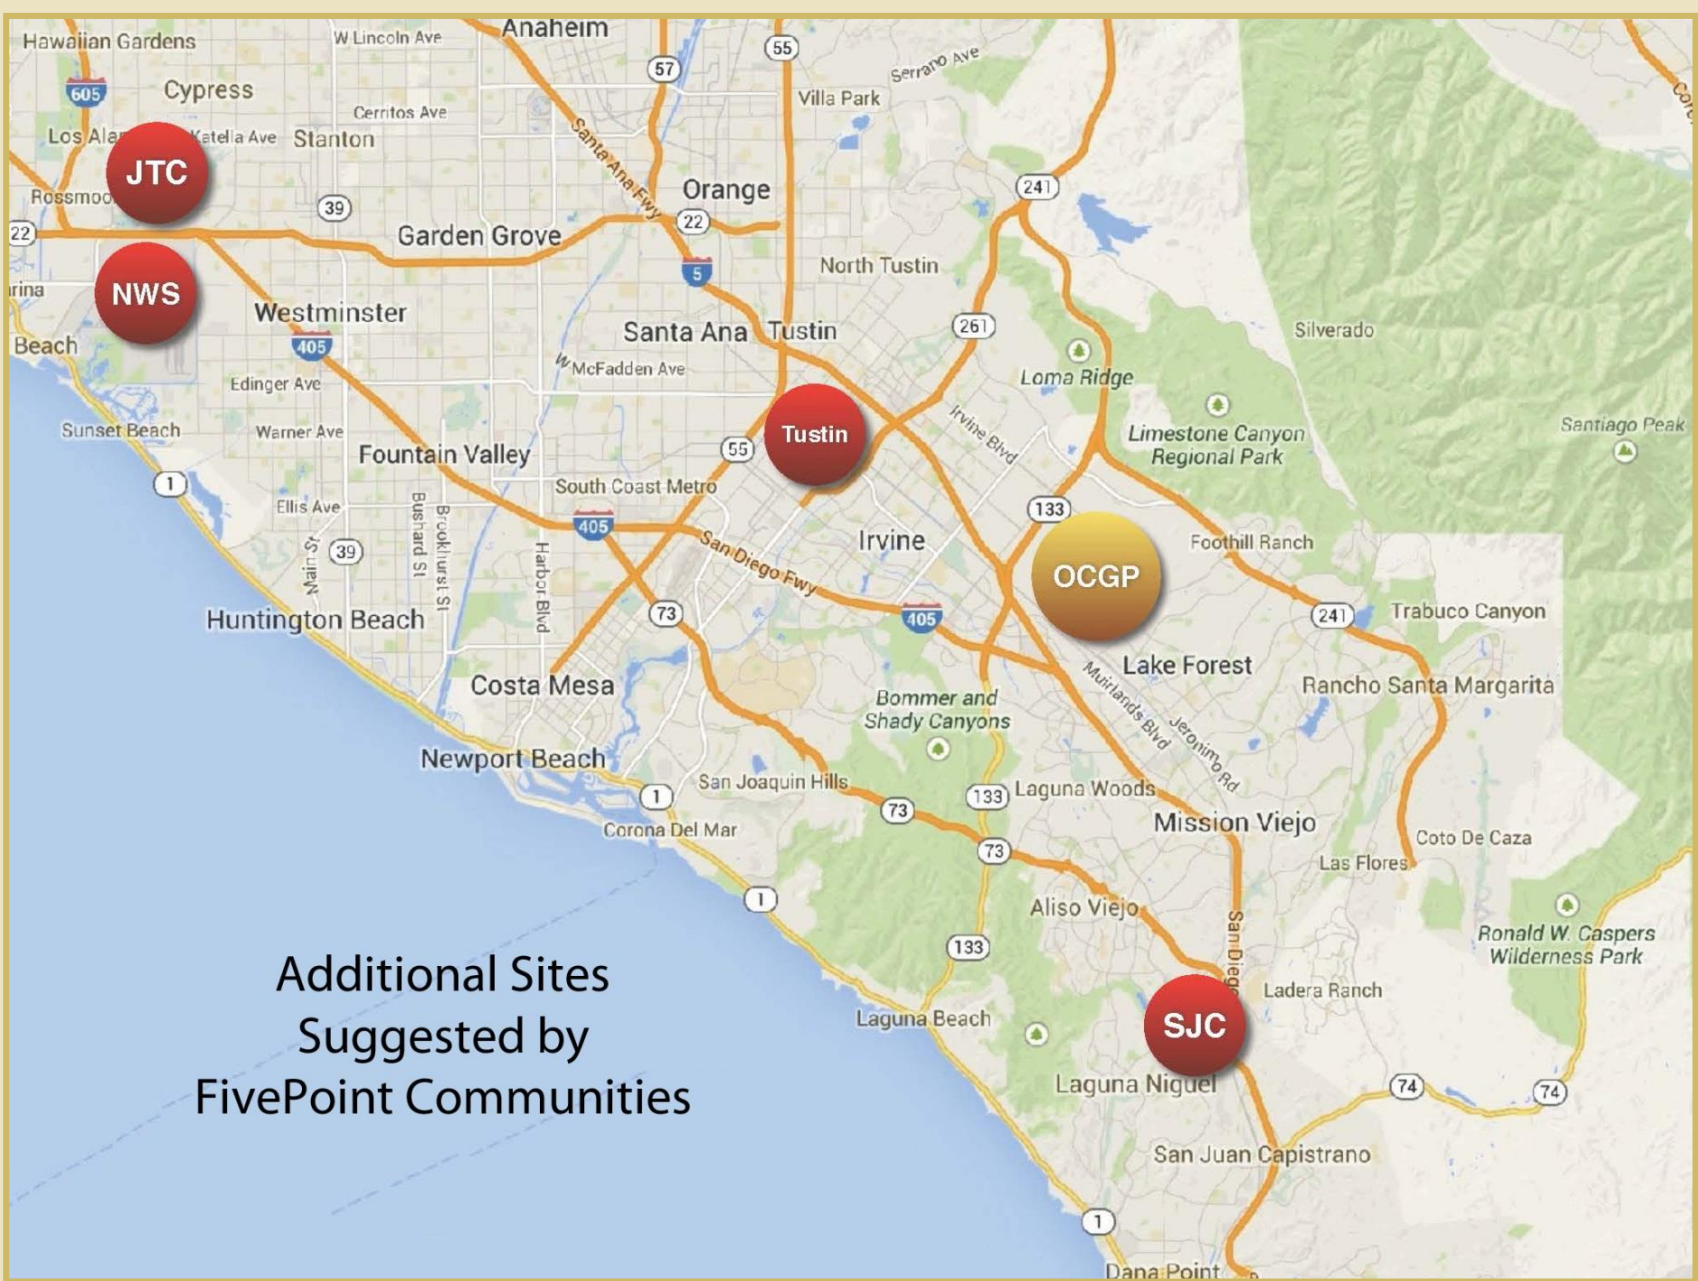 Anaheim
Hawaiian Gardens
W Lincoln Ave
55
57
Serrano Ave
605
Cypress
Villa Park
Cerritos Ave
Los Ala
Katella Ave
Stanton
Santa Ana Fwy
JTC
Orange
241
Rossmoo
39
22
22
Garden Grove
5
North Tustin
NWS
rina
Westminster
Santa Ana
Tustin
261
Silverado
405
Beach
W McFadden Ave
Loma Ridge
Edinger Ave
Irvine Blvd
Sunset Beach
Warner Ave
Tustin
Limestone Canyon
Regional Park
Santiago Peak
Fountain Valley
55
1
South Coast Metro
Ellis Ave
Bushard St
Brookhurst St
133
405
San Diego Fwy
Irvine
Foothill Ranch
Main St
39
Harbor Blvd
OCGP
Huntington Beach
73
405
241
Trabuco Canyon
Lake Forest
Costa Mesa
Muirlands Blvd
Rancho Santa Margarita
Bommer and
Shady Canyons
Jeronimo Rd
Newport Beach
San Joaquin Hills
1
73
133
Laguna Woods
Corona Del Mar
Mission Viejo
73
Las Flores
Coto De Caza
1
Aliso Viejo
San Diego
133
Ronald W. Caspers
Wilderness Park
Additional Sites
Suggested by
FivePoint Communities
Ladera Ranch
Laguna Beach
SJC
Laguna Niguel
74
74
San Juan Capistrano
1
Dana Point